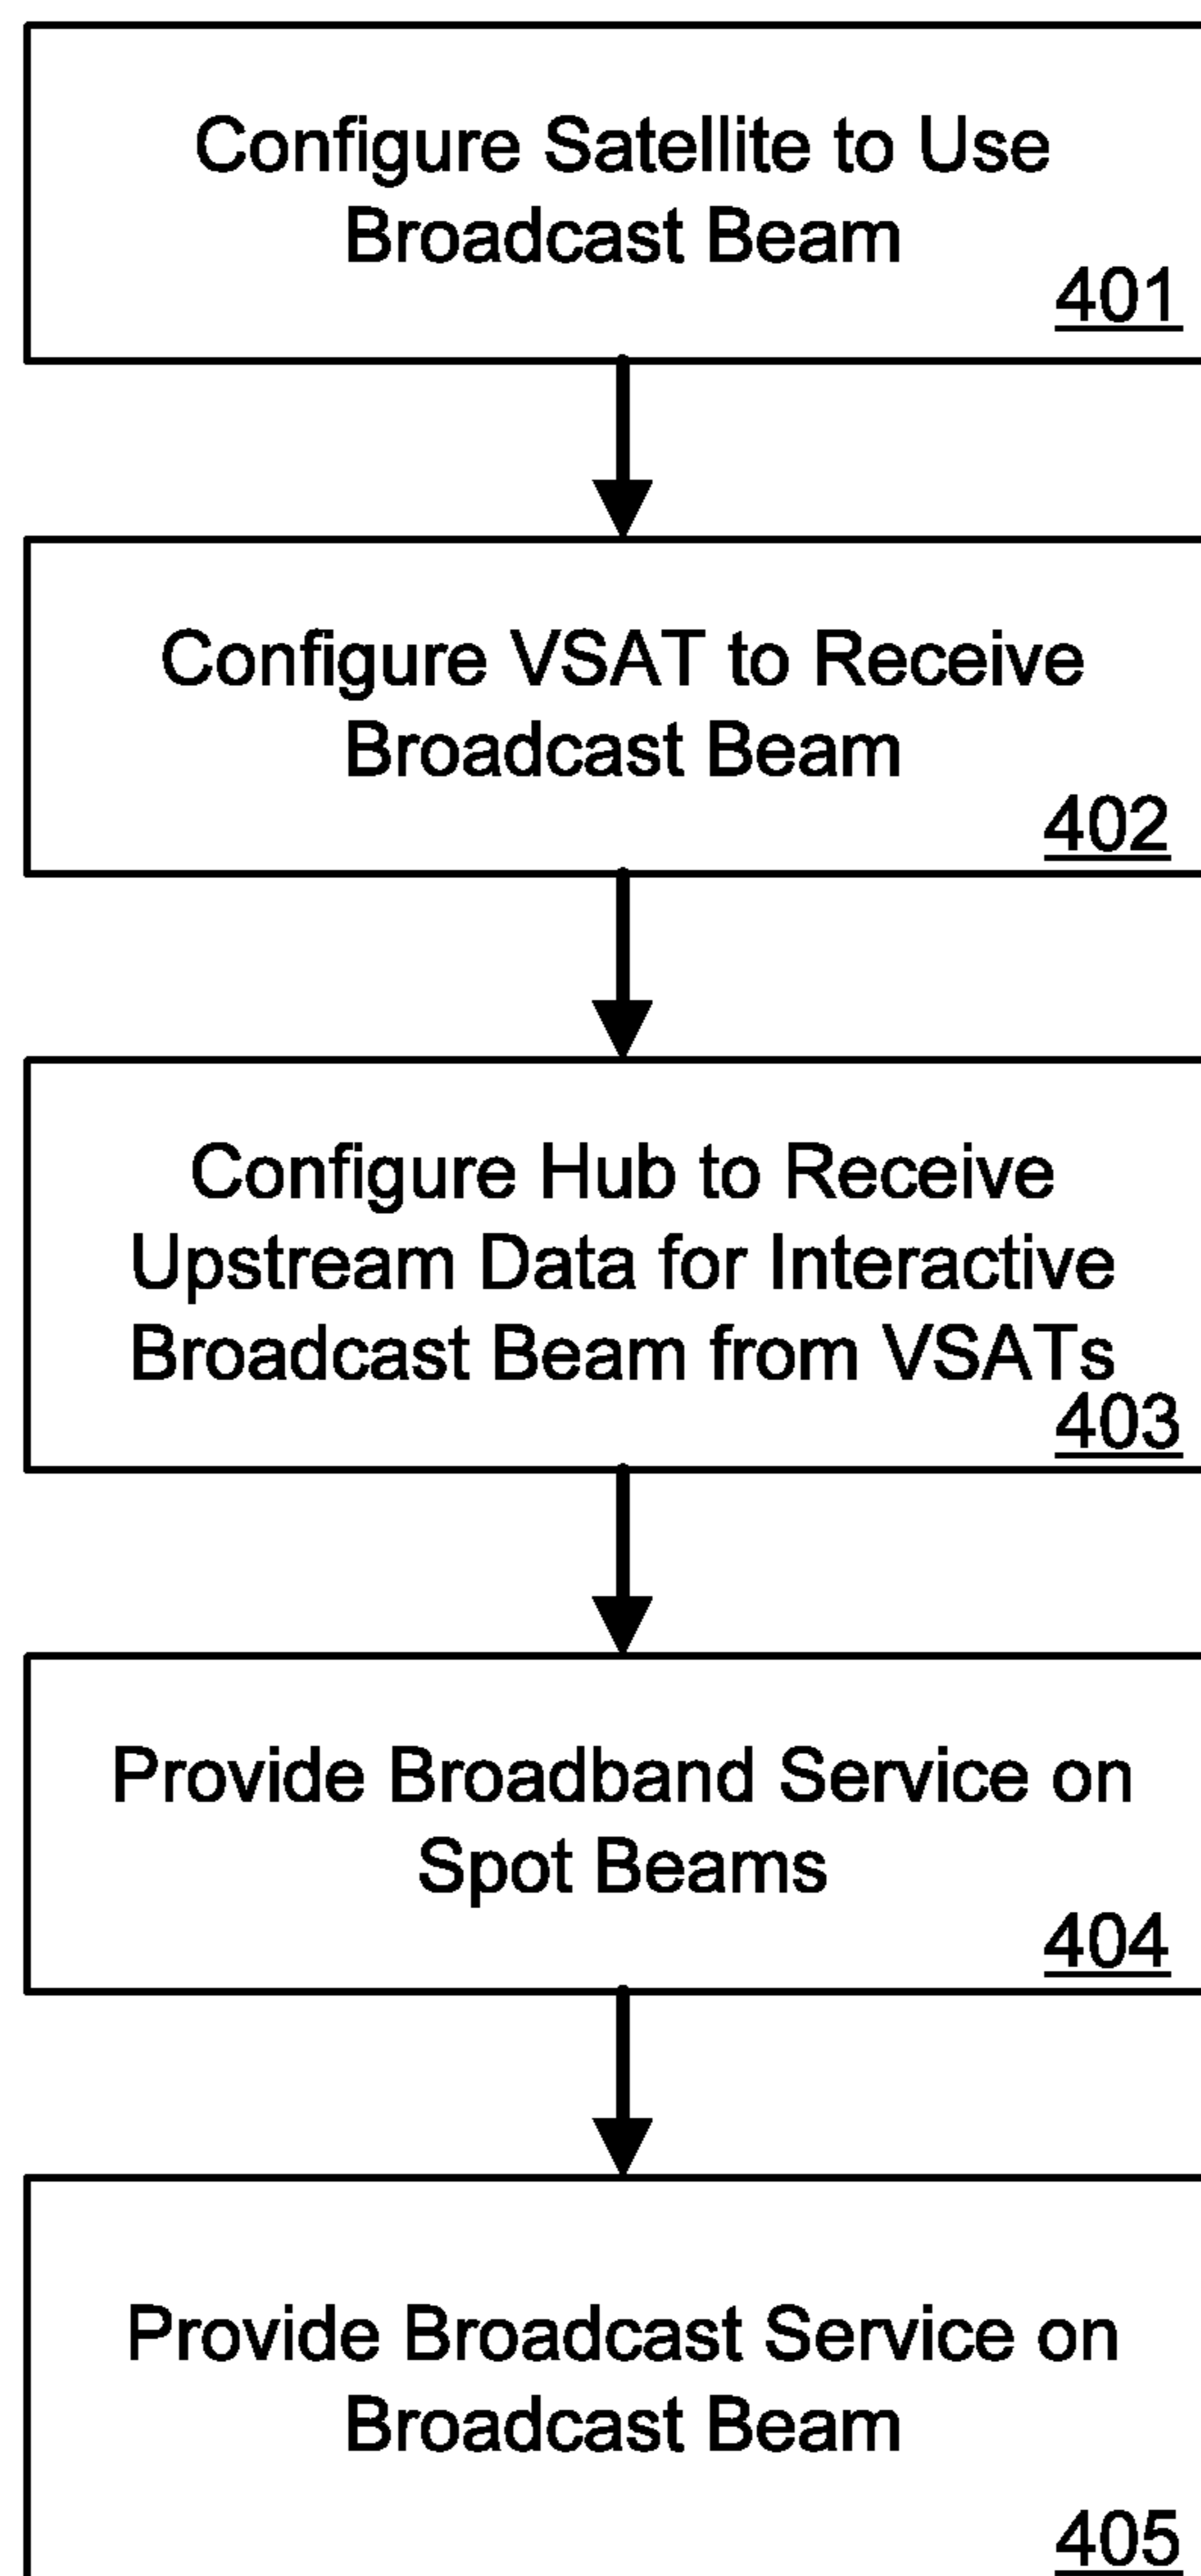 Configure Satellite to Use
Broadcast Beam
401
Configure VSAT to Receive
Broadcast Beam
402
Configure Hub to Receive
Upstream Data for Interactive
Broadcast Beam from VSATs
403
Provide Broadband Service on
Spot Beams
404
Provide Broadcast Service on
Broadcast Beam
405